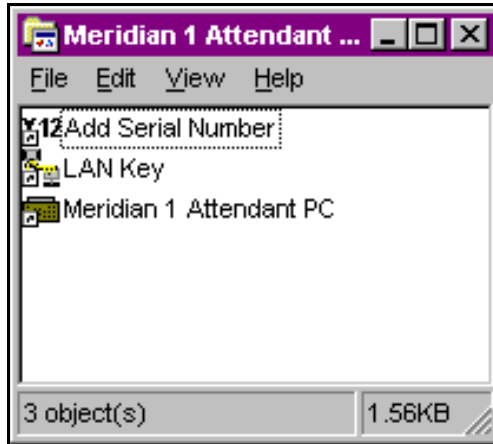 Meridian 1 Attendant ...
File Edit View Help
Y12 Add Serial Number
LAN Key
Meridian 1 Attendant PC
3 object(s) 1.56KB